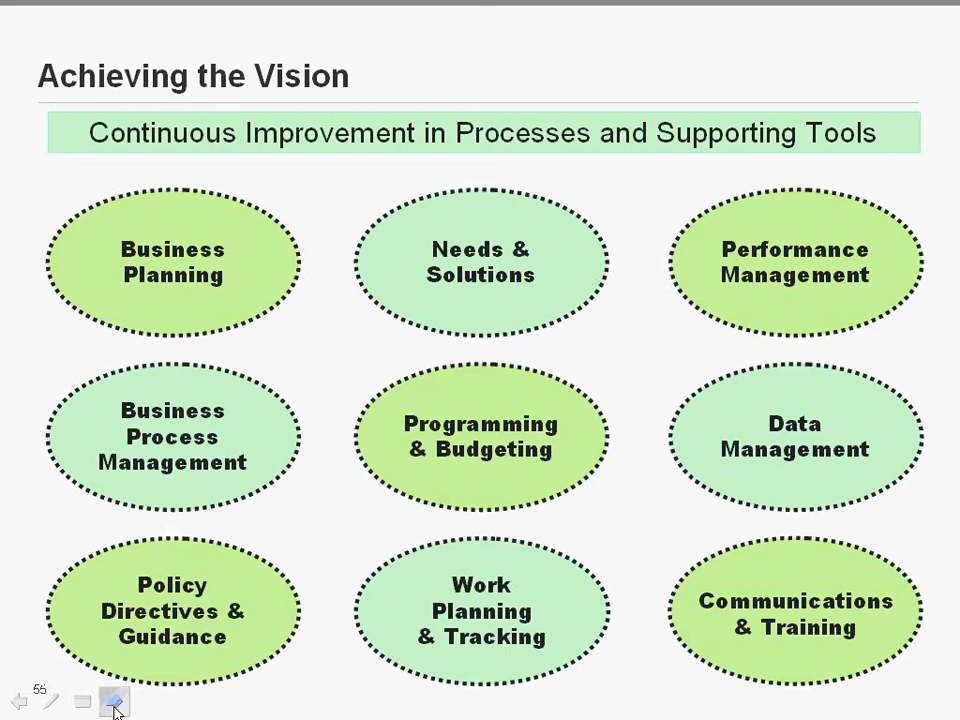 Achieving the Vision
Continuous Improvement in Processes and Supporting Tools
Business
Planning
Needs &
Solutions
Performance
Management
Business
Process
Management
Programming
& Budgeting
Data
Management
Policy
Directives &
Guidance
Work
Planning
& Tracking
Communications
& Training